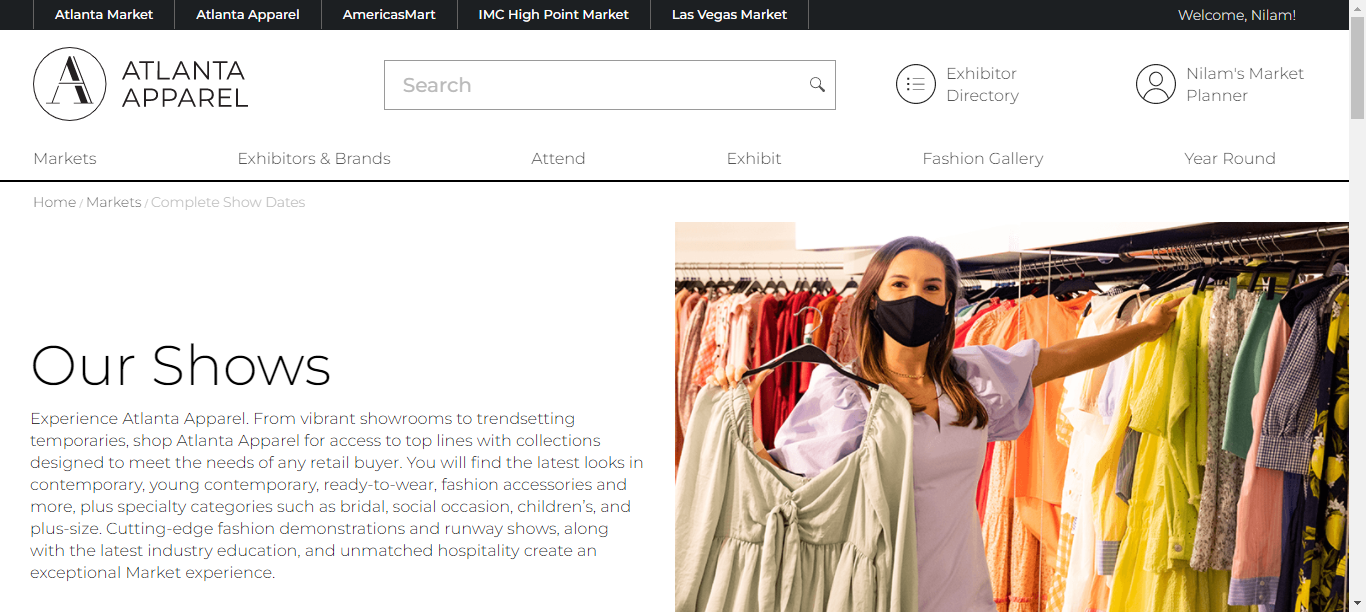 Atlanta Market Atlanta Apparel AmericasMart IMC High Point Market Las Vegas Market Welcome, Nilam!
ATLANTA
APPAREL
Search
Exhibitor
Directory
Nilam's Market
Planner
Markets Exhibitors & Brands Attend Exhibit Fashion Gallery Year Round
Home / Markets / Complete Show Dates
Our Shows
Experience Atlanta Apparel. From vibrant showrooms to trendsetting
temporaries, shop Atlanta Apparel for access to top lines with collections
designed to meet the needs of any retail buyer. You will find the latest looks in
contemporary, young contemporary, ready-to-wear, fashion accessories and
more, plus specialty categories such as bridal, social occasion, children’s, and
plus-size. Cutting-edge fashion demonstrations and runway shows, along
with the latest industry education, and unmatched hospitality create an
exceptional Market experience.